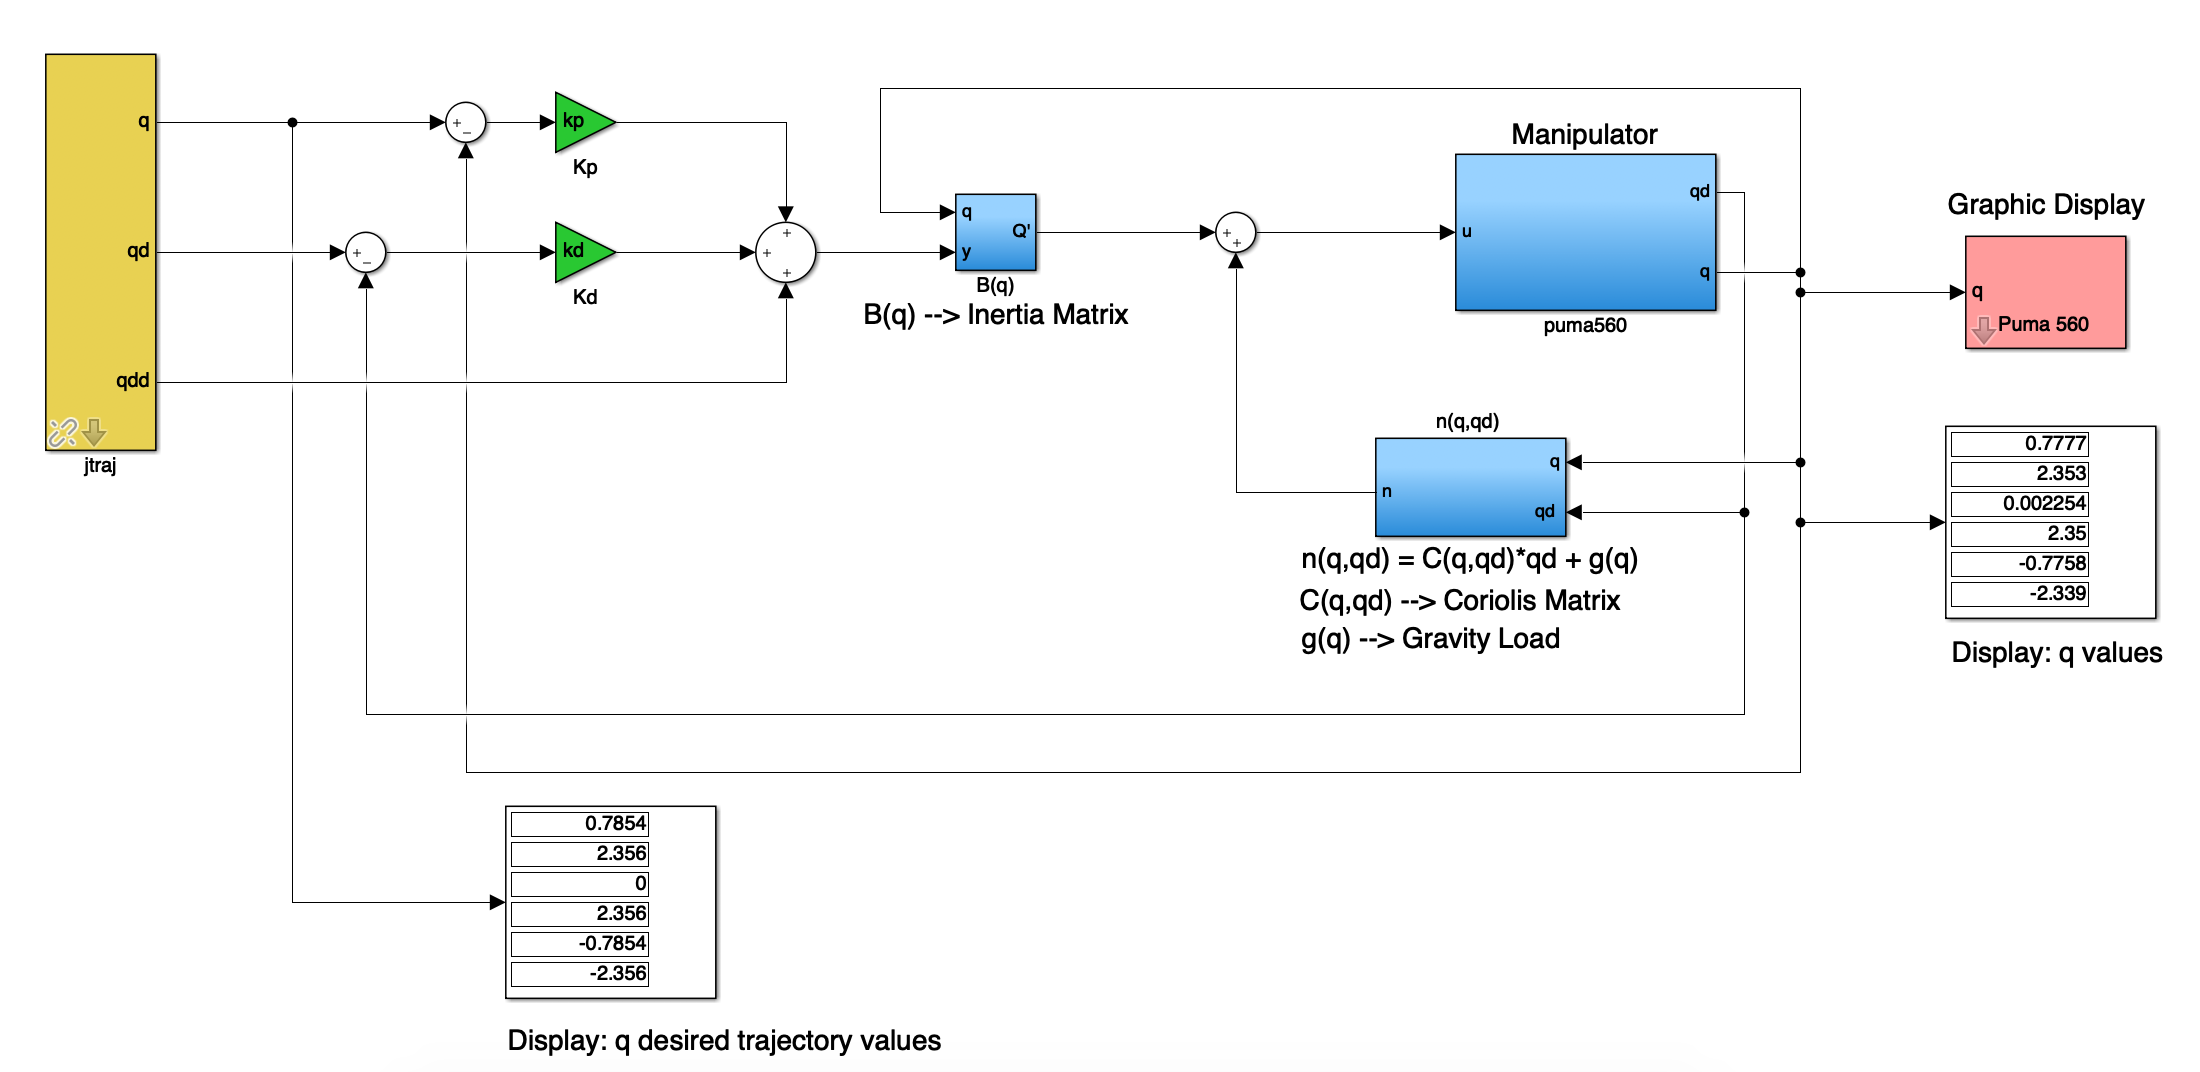 q
qd
qdd
jtraj
+
−
kp
Kp
+
−
kd
Kd
+
+
+
q
y
Q'
B(q)
B(q) --> Inertia Matrix
+
+
Manipulator
u
qd
q
puma560
Graphic Display
q
Puma 560
n(q,qd)
q
n
qd
n(q,qd) = C(q,qd)*qd + g(q)
C(q,qd) --> Coriolis Matrix
g(q) --> Gravity Load
0.7777
2.353
0.002254
2.35
-0.7758
-2.339
Display: q values
0.7854
2.356
0
2.356
-0.7854
-2.356
Display: q desired trajectory values